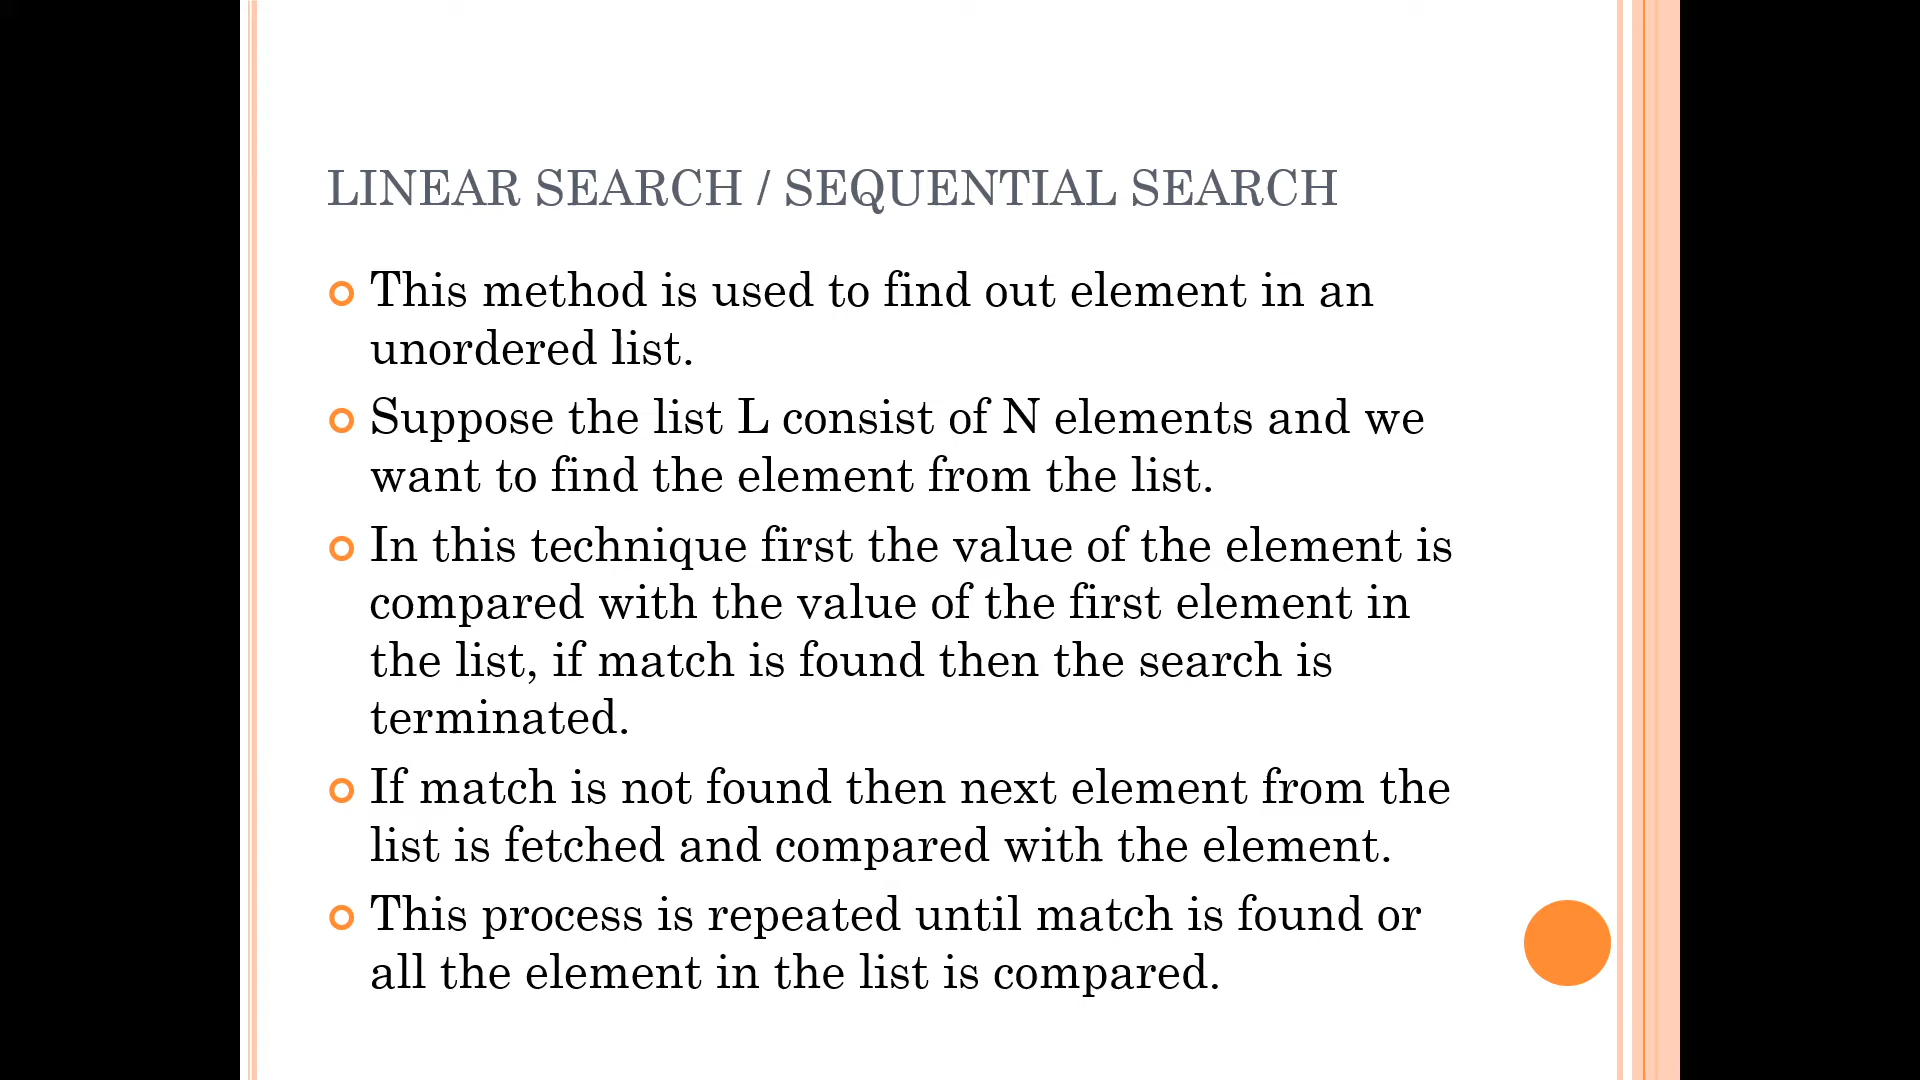 LINEAR SEARCH / SEQUENTIAL SEARCH
This method is used to find out element in an
unordered list.
Suppose the list L consist of N elements and we
want to find the element from the list.
In this technique first the value of the element is
compared with the value of the first element in
the list, if match is found then the search is
terminated.
If match is not found then next element from the
list is fetched and compared with the element.
This process is repeated until match is found or
all the element in the list is compared.